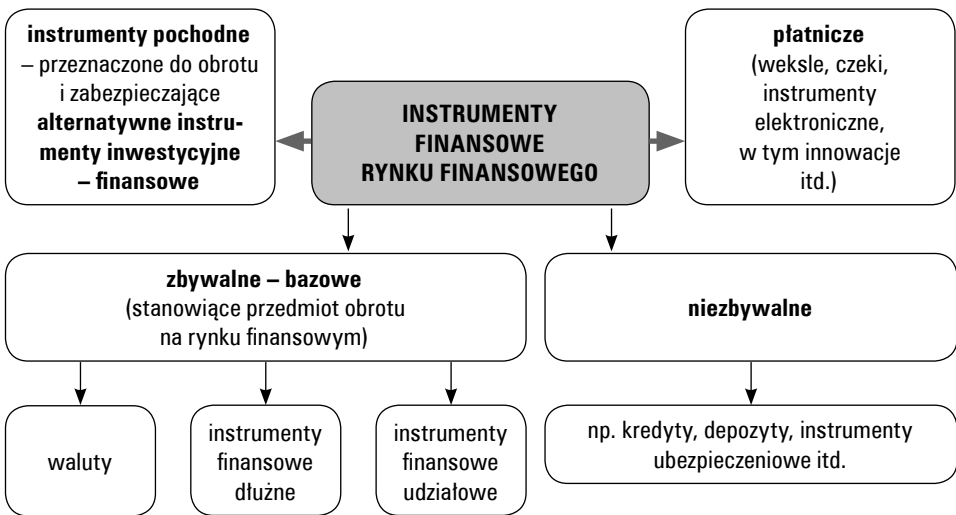 instrumenty pochodne
– przeznaczone do obrotu
i zabezpieczające
alternatywne instru-
menty inwestycyjne
– finansowe
INSTRUMENTY
FINANSOWE
RYNKU FINANSOWEGO
płatnicze
(weksle, czeki,
instrumenty
elektroniczne,
w tym innowacje
itd.)
zbywalne – bazowe
(stanowiące przedmiot obrotu
na rynku finansowym)
niezbywalne
waluty
instrumenty
finansowe
dłużne
instrumenty
finansowe
udziałowe
np. kredyty, depozyty, instrumenty
ubezpieczeniowe itd.